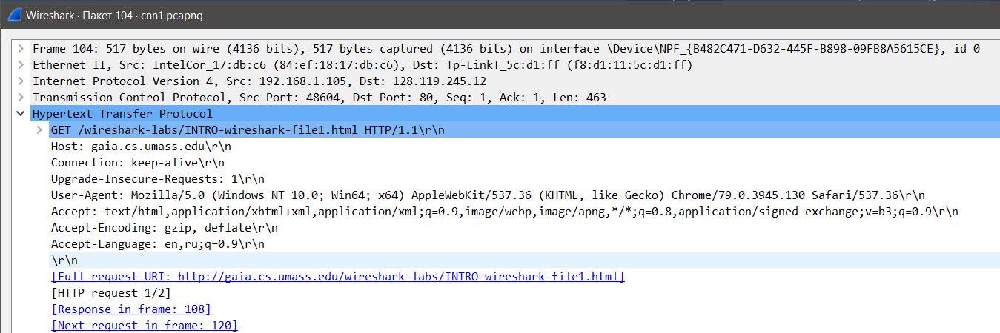 Wireshark · Пакет 104 · cnn1.pcapng
Frame 104: 517 bytes on wire (4136 bits), 517 bytes captured (4136 bits) on interface \Device\NPF_{B482C471-D632-445F-B898-09FB8A5615CE}, id 0
Ethernet II, Src: IntelCor_17:db:c6 (84:ef:18:17:db:c6), Dst: Tp-LinkT_5c:d1:ff (f8:d1:11:5c:d1:ff)
Internet Protocol Version 4, Src: 192.168.1.105, Dst: 128.119.245.12
Transmission Control Protocol, Src Port: 48604, Dst Port: 80, Seq: 1, Ack: 1, Len: 463
Hypertext Transfer Protocol
GET /wireshark-labs/INTRO-wireshark-file1.html HTTP/1.1\r\n
Host: gaia.cs.umass.edu\r\n
Connection: keep-alive\r\n
Upgrade-Insecure-Requests: 1\r\n
User-Agent: Mozilla/5.0 (Windows NT 10.0; Win64; x64) AppleWebKit/537.36 (KHTML, like Gecko) Chrome/79.0.3945.130 Safari/537.36\r\n
Accept: text/html,application/xhtml+xml,application/xml;q=0.9,image/webp,image/apng,*/*;q=0.8,application/signed-exchange;v=b3;q=0.9\r\n
Accept-Encoding: gzip, deflate\r\n
Accept-Language: en,ru;q=0.9\r\n
\r\n
[Full request URI: http://gaia.cs.umass.edu/wireshark-labs/INTRO-wireshark-file1.html]
[HTTP request 1/2]
[Response in frame: 108]
[Next request in frame: 120]